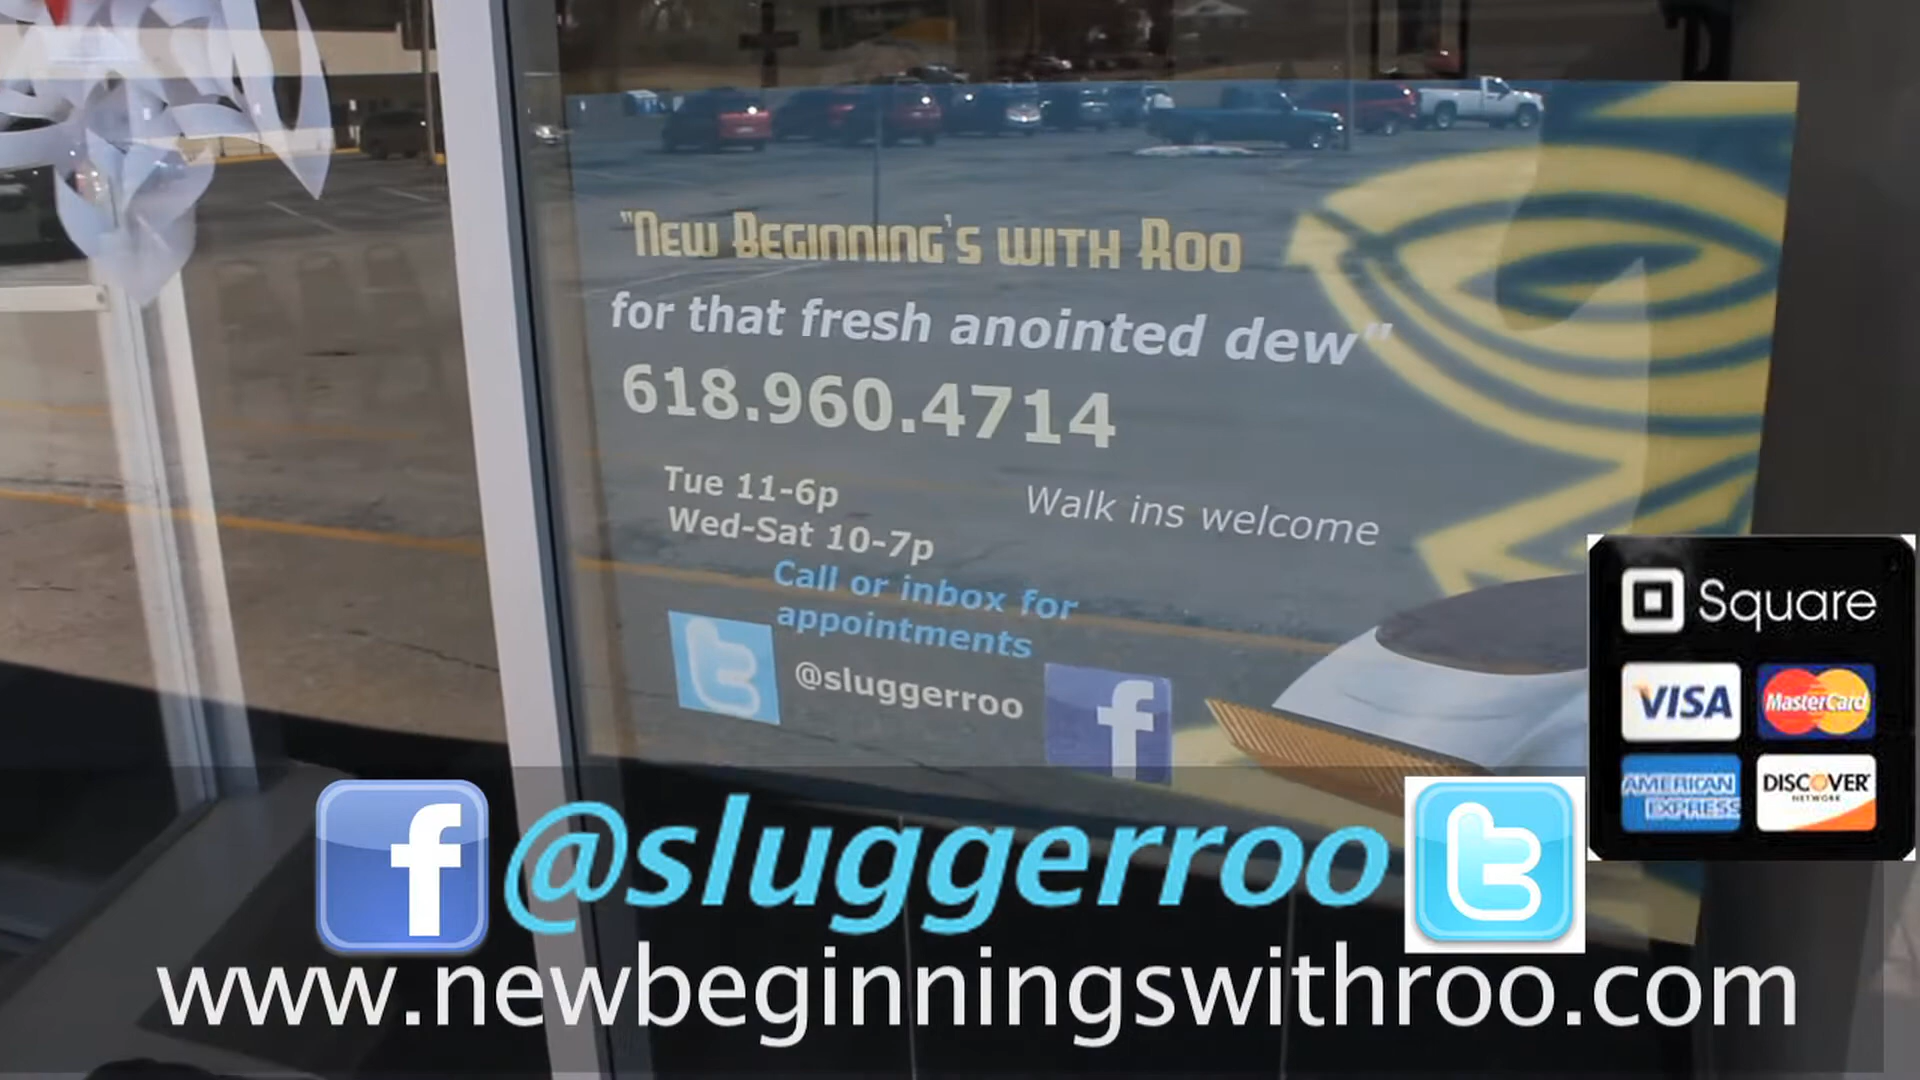 "New Beginning's with Roo
for that fresh anointed dew"
618.960.4714
Tue 11-6p
Wed-Sat 10-7p
Walk ins welcome
Call or inbox for
appointments
@sluggerroo
Square
VISA MasterCard
AMERICAN EXPRESS
DISCOVER
NETWORK
@sluggerroo
www.newbeginningswithroo.com